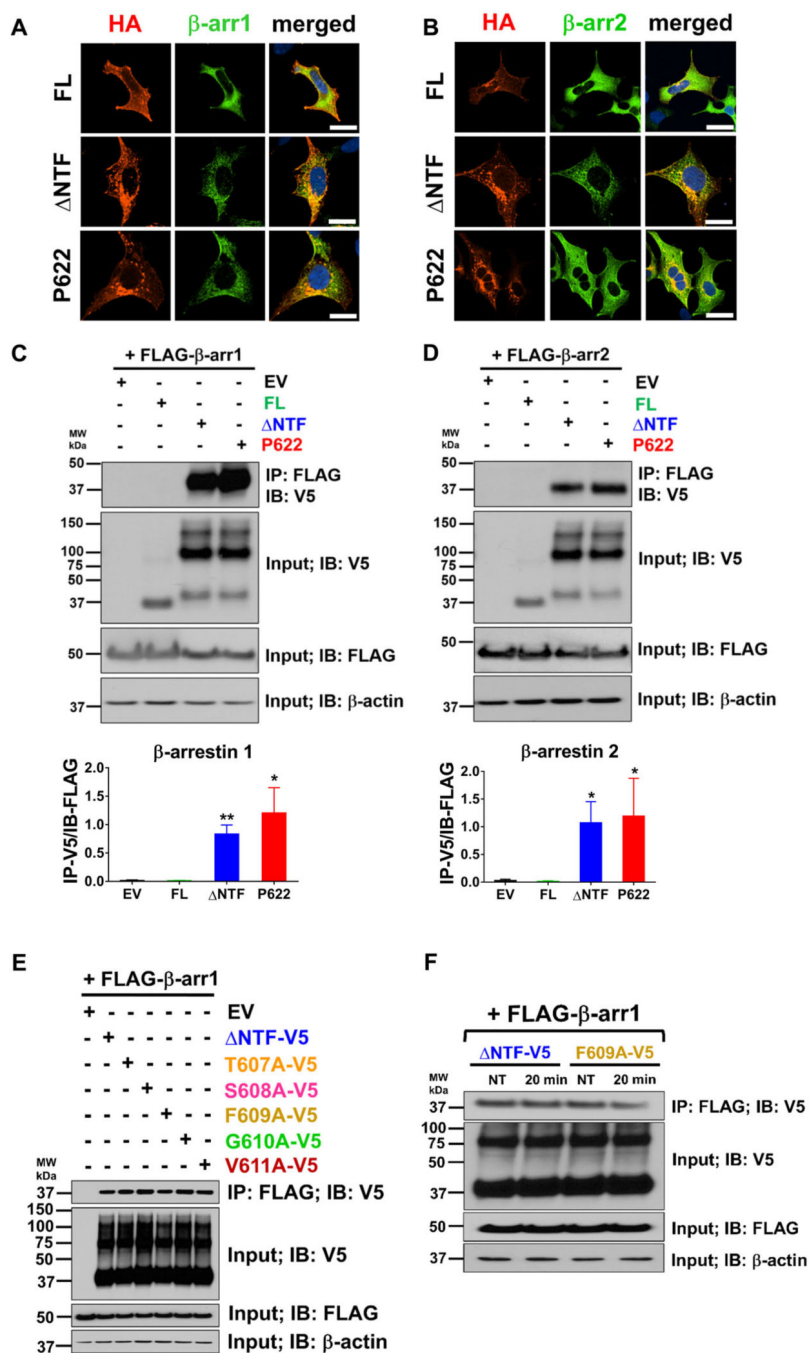 A
HA β-arr1 merged
FL
ΔNTF
P622
B
HA β-arr2 merged
FL
ΔNTF
P622
C
+ FLAG-β-arr1
+ - - - EV
- + - - FL
- - + - ΔNTF
- - - + P622
MW
kDa
50
37
IP: FLAG
IB: V5
150
100
75
50
37
Input; IB: V5
50
Input; IB: FLAG
37
Input; IB: β-actin
β-arrestin 1
IP-V5/IB-FLAG
2.0
1.5
1.0
0.5
0.0
**
*
EV FL ΔNTF P622
D
+ FLAG-β-arr2
+ - - - EV
- + - - FL
- - + - ΔNTF
- - - + P622
MW
kDa
50
37
IP: FLAG
IB: V5
150
100
75
50
37
Input; IB: V5
50
Input; IB: FLAG
37
Input; IB: β-actin
β-arrestin 2
IP-V5/IB-FLAG
2.0
1.5
1.0
0.5
0.0
*
*
EV FL ΔNTF P622
E
+ FLAG-β-arr1
+ - - - - - - EV
- + - - - - - ΔNTF-V5
- - + - - - - T607A-V5
- - - + - - - S608A-V5
- - - - + - - F609A-V5
- - - - - + - G610A-V5
- - - - - - + V611A-V5
MW
kDa
37
IP: FLAG; IB: V5
150
100
75
50
37
Input; IB: V5
50
Input; IB: FLAG
37
Input; IB: β-actin
F
+ FLAG-β-arr1
ΔNTF-V5 F609A-V5
NT 20 min NT 20 min
MW
kDa
37
IP: FLAG; IB: V5
100
75
50
37
Input; IB: V5
50
Input; IB: FLAG
37
Input; IB: β-actin